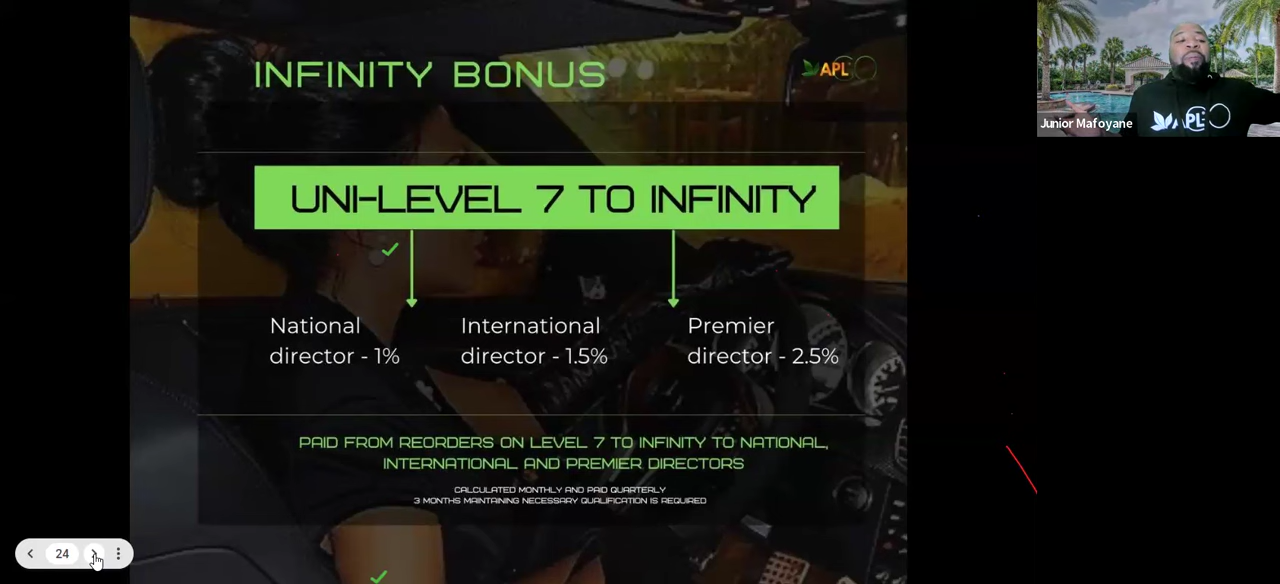 INFINITY BONUS
APL
UNI-LEVEL 7 TO INFINITY
National
director - 1%
International
director - 1.5%
Premier
director - 2.5%
PAID FROM REORDERS ON LEVEL 7 TO INFINITY TO NATIONAL,
INTERNATIONAL AND PREMIER DIRECTORS
CALCULATED MONTHLY AND PAID QUARTERLY
3 MONTHS MAINTAINING NECESSARY QUALIFICATION IS REQUIRED
24
APL
Junior Mafoyane